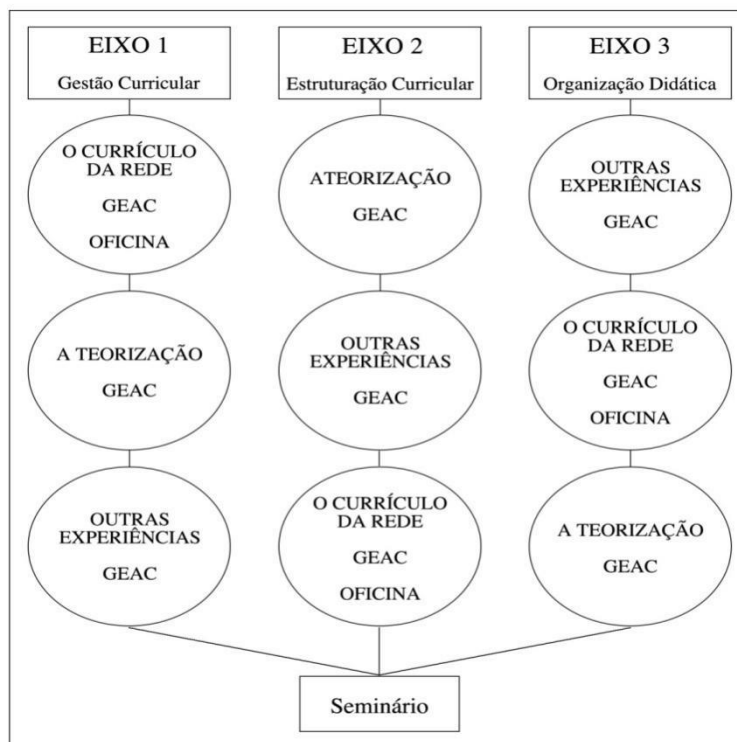 EIXO 1
Gestão Curricular
O CURRÍCULO
DA REDE
GEAC
OFICINA
A TEORIZAÇÃO
GEAC
OUTRAS
EXPERIÊNCIAS
GEAC
EIXO 2
Estruturação Curricular
ATEORIZAÇÃO
GEAC
OUTRAS
EXPERIÊNCIAS
GEAC
O CURRÍCULO
DA REDE
GEAC
OFICINA
EIXO 3
Organização Didática
OUTRAS
EXPERIÊNCIAS
GEAC
O CURRÍCULO
DA REDE
GEAC
OFICINA
A TEORIZAÇÃO
GEAC
Seminário